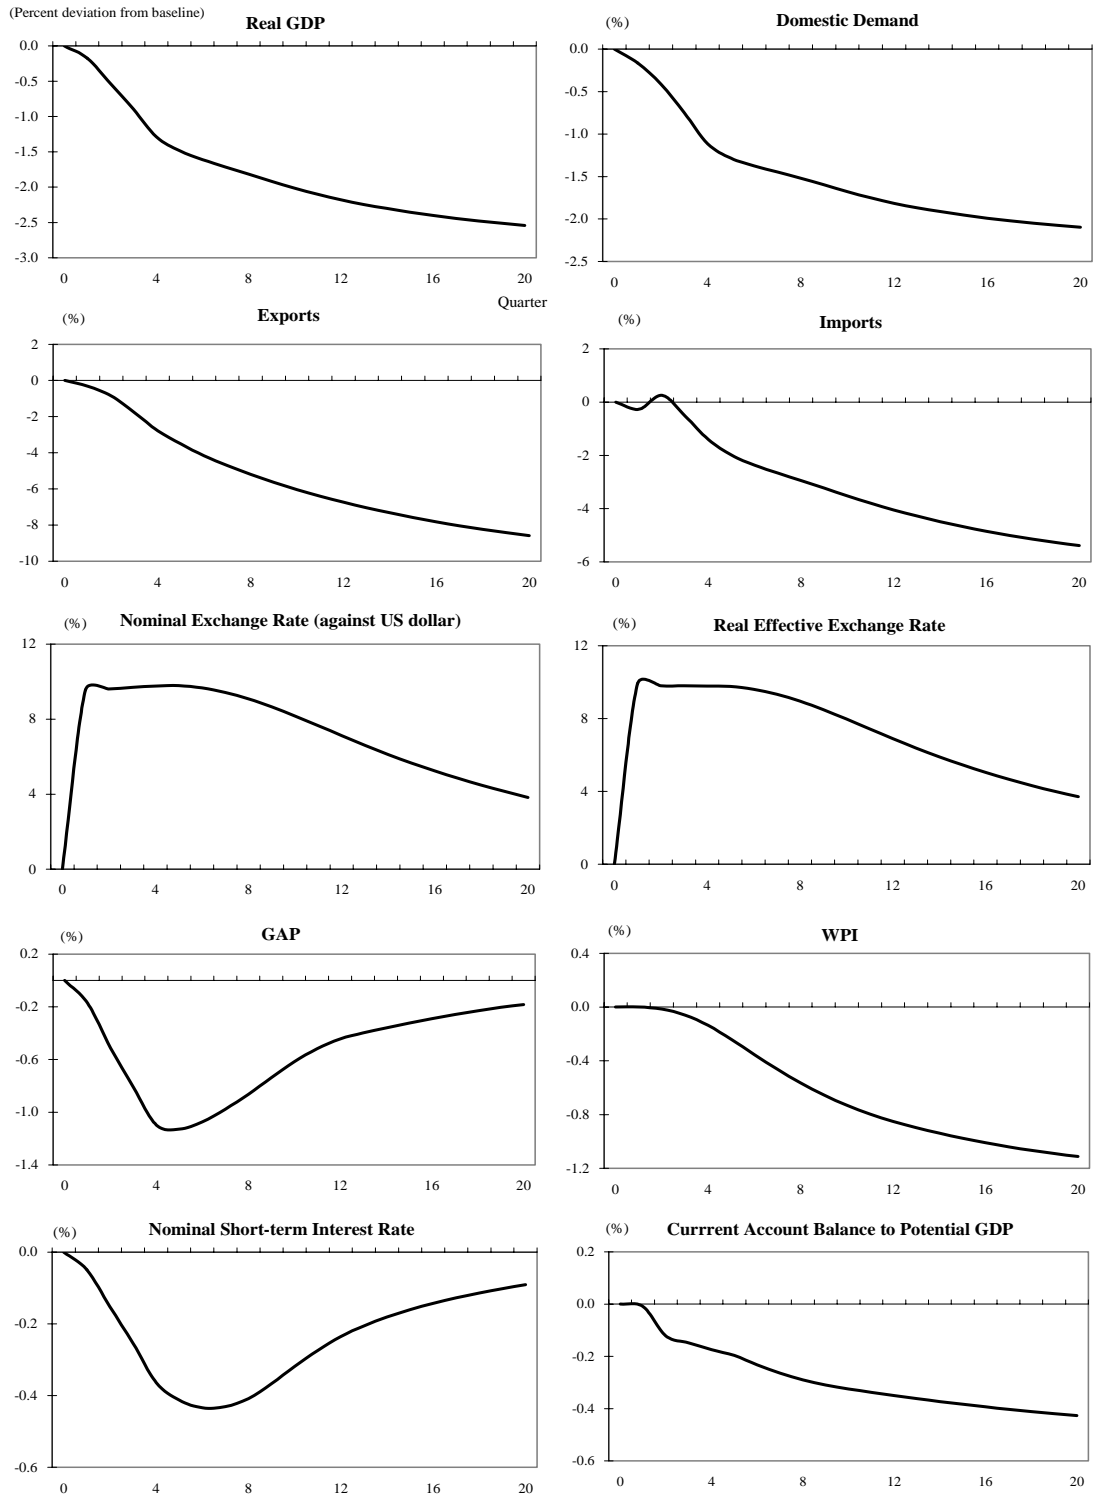 (Percent deviation from baseline)
Real GDP
0.0
-0.5
-1.0
-1.5
-2.0
-2.5
-3.0
0 4 8 12 16 20
Quarter
(%)
Domestic Demand
0.0
-0.5
-1.0
-1.5
-2.0
-2.5
0 4 8 12 16 20
(%)
Exports
2
0
-2
-4
-6
-8
-10
0 4 8 12 16 20
(%)
Imports
2
0
-2
-4
-6
0 4 8 12 16 20
(%)
Nominal Exchange Rate (against US dollar)
12
8
4
0
0 4 8 12 16 20
(%)
Real Effective Exchange Rate
12
8
4
0
0 4 8 12 16 20
(%)
GAP
0.2
-0.2
-0.6
-1.0
-1.4
0 4 8 12 16 20
(%)
WPI
0.4
0.0
-0.4
-0.8
-1.2
0 4 8 12 16 20
(%)
Nominal Short-term Interest Rate
0.0
-0.2
-0.4
-0.6
0 4 8 12 16 20
(%)
Currrent Account Balance to Potential GDP
0.2
0.0
-0.2
-0.4
-0.6
0 4 8 12 16 20